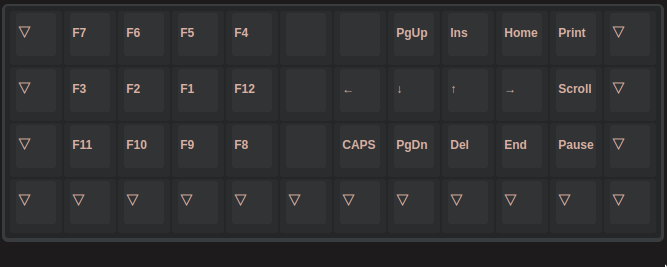 ▽ F7 F6 F5 F4 PgUp Ins Home Print ▽
▽ F3 F2 F1 F12 ← ↓ ↑ → Scroll ▽
▽ F11 F10 F9 F8 CAPS PgDn Del End Pause ▽
▽ ▽ ▽ ▽ ▽ ▽ ▽ ▽ ▽ ▽ ▽ ▽